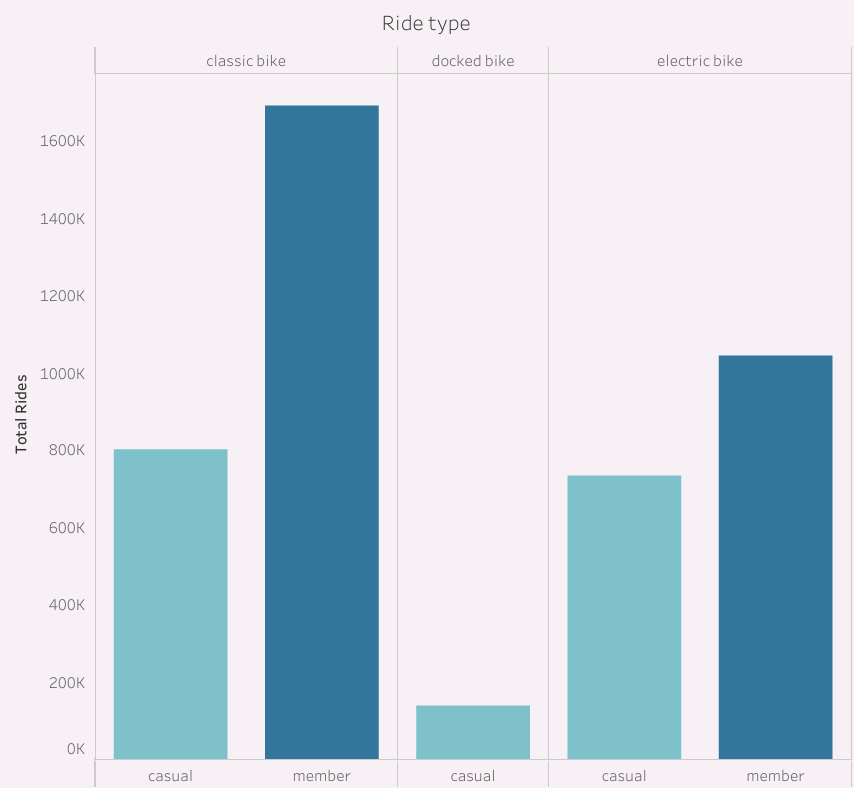 Ride type
classic bike docked bike electric bike
1600K
1400K
1200K
1000K
800K
600K
400K
200K
0K
Total Rides
casual member casual casual member